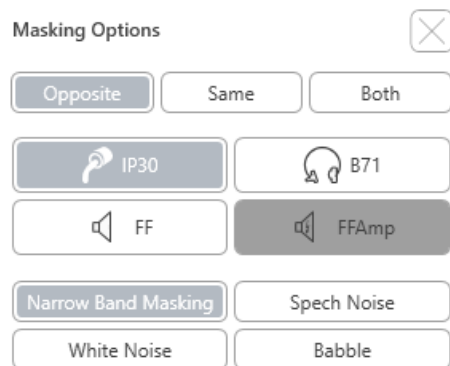 Masking Options
Opposite Same Both
IP30 B71
FF FFAmp
Narrow Band Masking Spech Noise
White Noise Babble